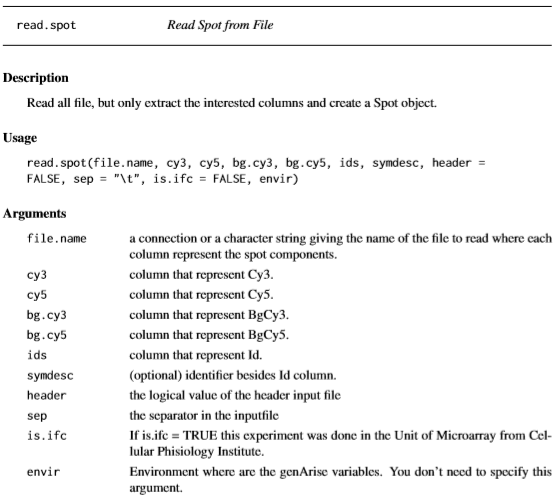 read.spot Read Spot from File
Description
Read all file, but only extract the interested columns and create a Spot object.
Usage
read.spot(file.name, cy3, cy5, bg.cy3, bg.cy5, ids, symdesc, header =
FALSE, sep = "\t", is.ifc = FALSE, envir)
Arguments
file.name a connection or a character string giving the name of the file to read where each
column represent the spot components.
cy3 column that represent Cy3.
cy5 column that represent Cy5.
bg.cy3 column that represent BgCy3.
bg.cy5 column that represent BgCy5.
ids column that represent Id.
symdesc (optional) identifier besides Id column.
header the logical value of the header input file
sep the separator in the inputfile
is.ifc If is.ifc = TRUE this experiment was done in the Unit of Microarray from Cel-
lular Phisiology Institute.
envir Environment where are the genArise variables. You don't need to specify this
argument.